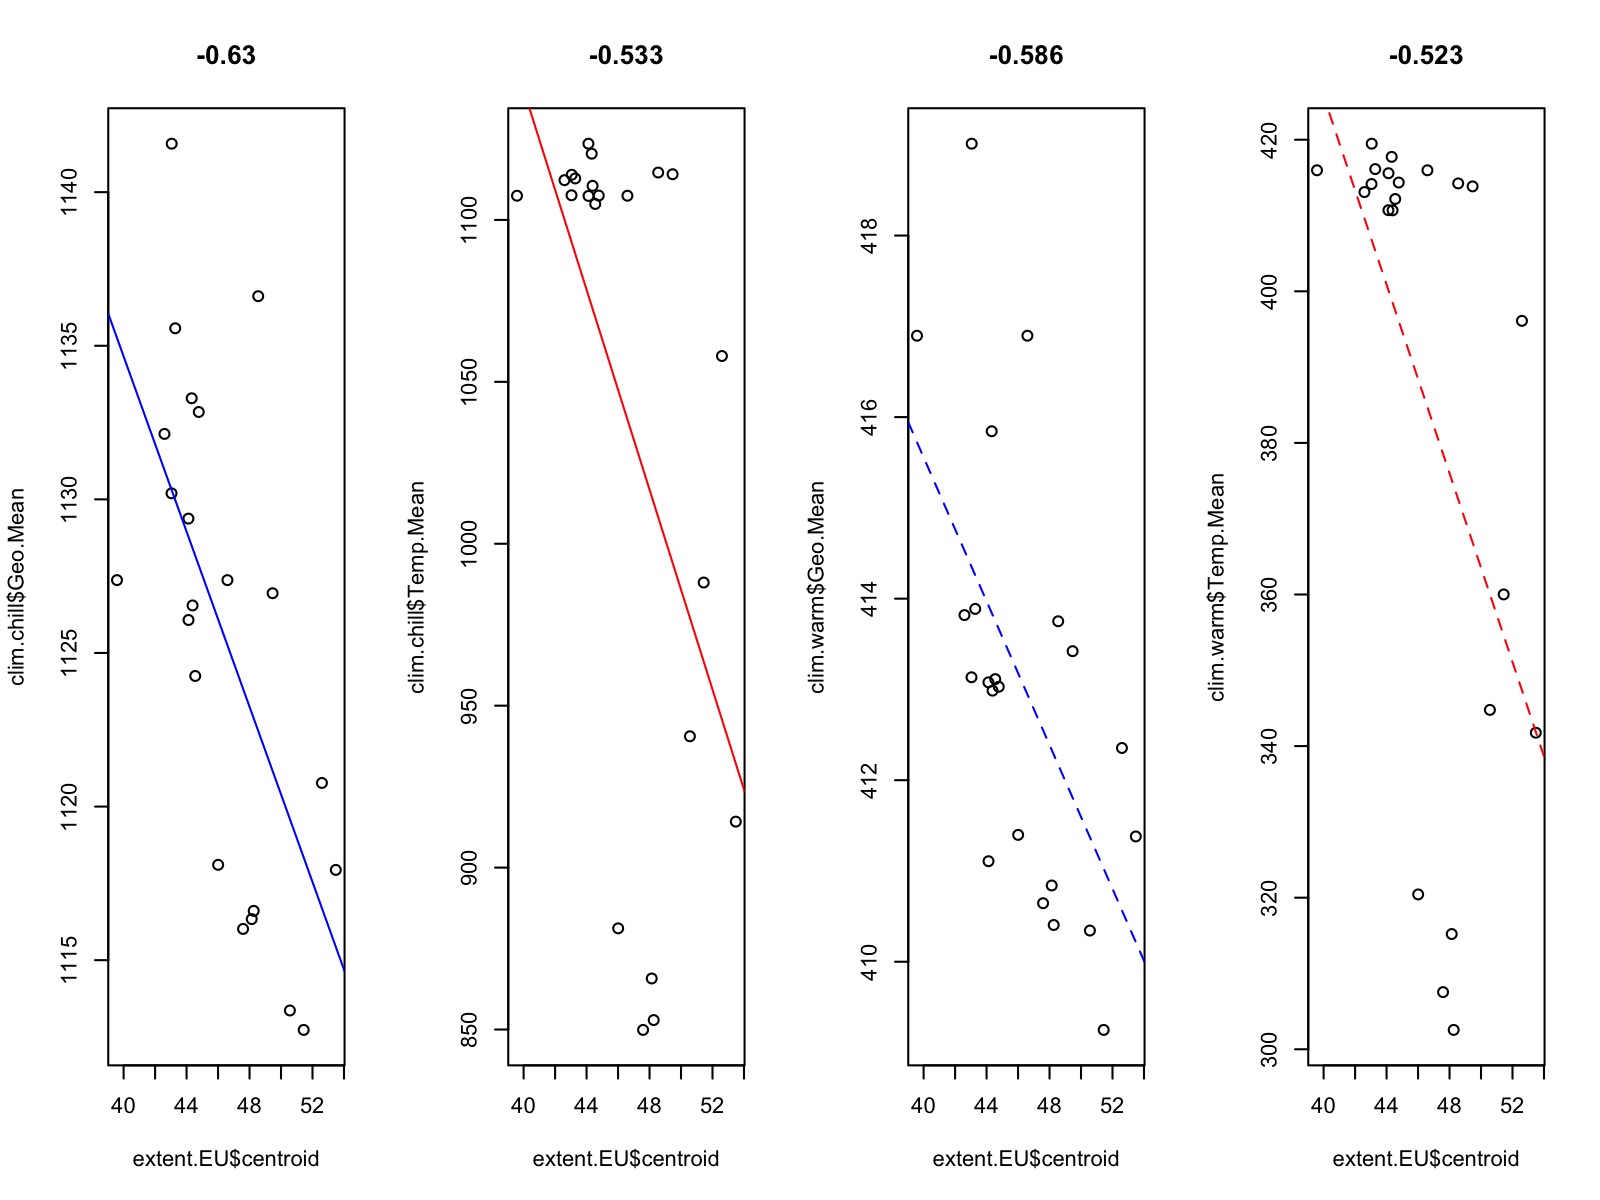 -0.63
clim.chill$Geo.Mean
1140
1135
1130
1125
1120
1115
40 44 48 52
extent.EU$centroid
-0.533
clim.chill$Temp.Mean
1100
1050
1000
950
900
850
40 44 48 52
extent.EU$centroid
-0.586
clim.warm$Geo.Mean
418
416
414
412
410
40 44 48 52
extent.EU$centroid
-0.523
clim.warm$Temp.Mean
420
400
380
360
340
320
300
40 44 48 52
extent.EU$centroid